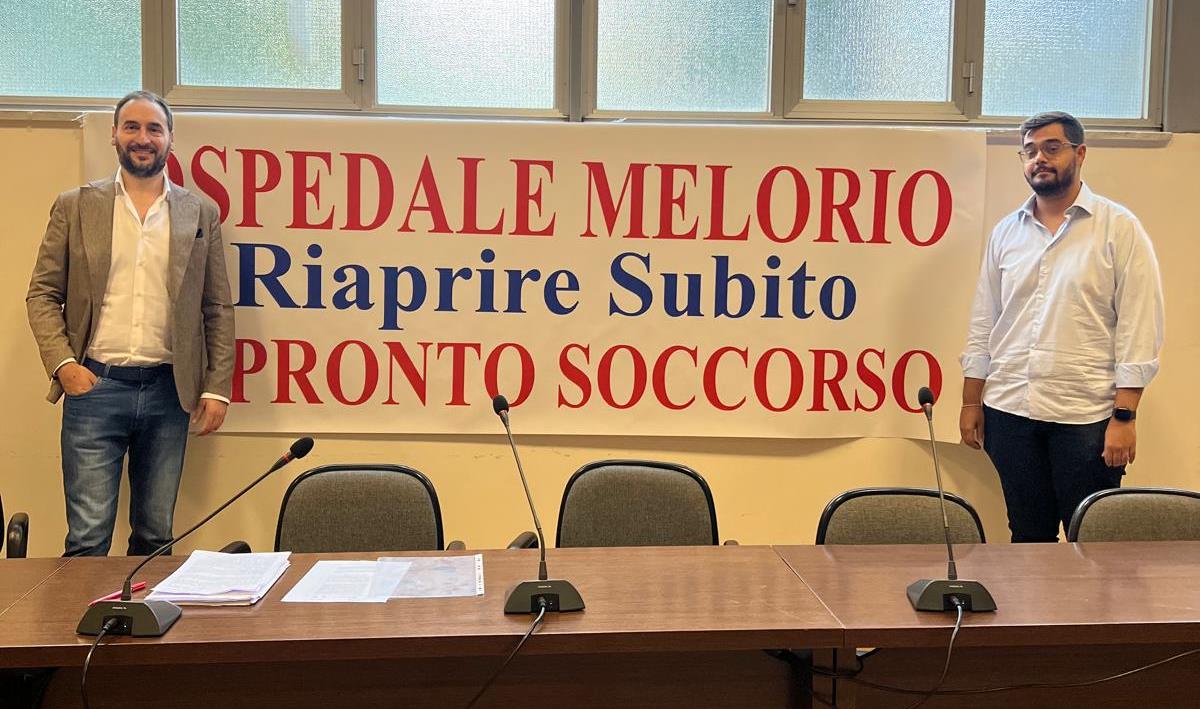 OSPEDALE MELORIO
Riaprire Subito
PRONTO SOCCORSO